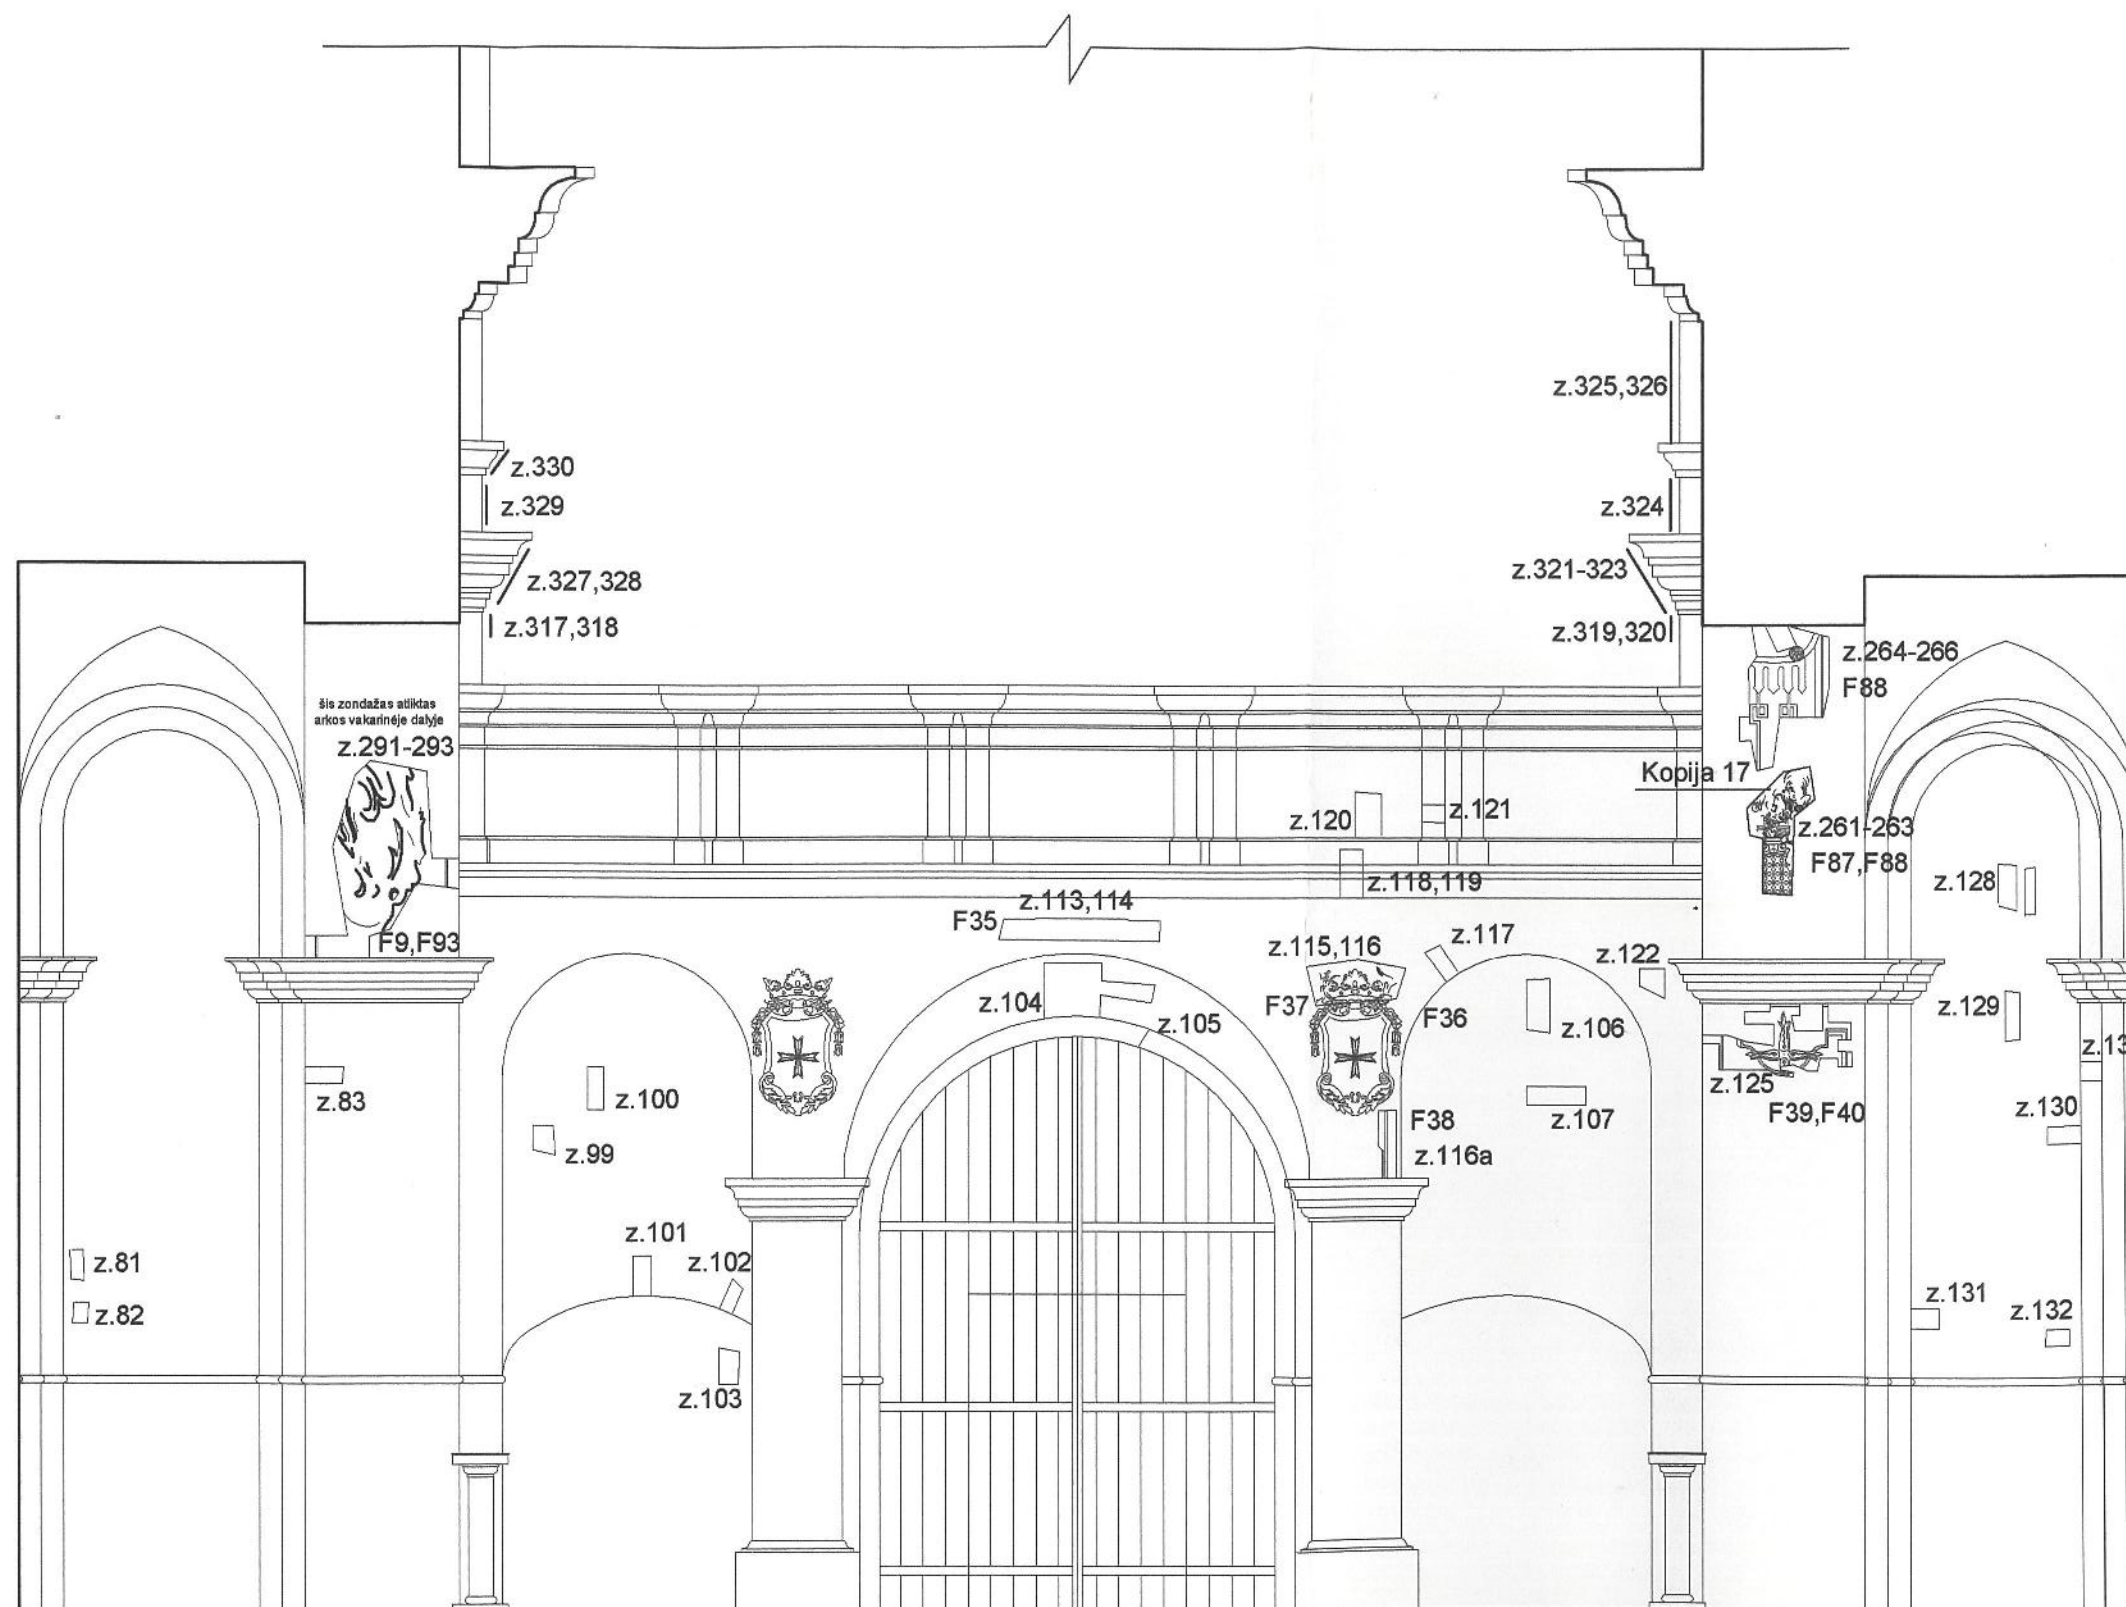 z.325,326
z.330
z.329
z.324
z.327,328
z.321-323
z.317,318
z.319,320
z.264-266
F88
šis zondažas atliktas
arkos vakarinėje dalyje
z.291-293
Kopija 17
z.120
z.121
z.261-263
F87,F88
z.118,119
z.128
z.113,114
F35
F9,F93
z.115,116
z.117
z.122
z.104
z.105
F37
F36
z.106
z.129
z.83
z.100
z.125
F39,F40
z.107
z.130
F38
z.116a
z.99
z.101
z.102
z.81
z.82
z.131
z.132
z.103